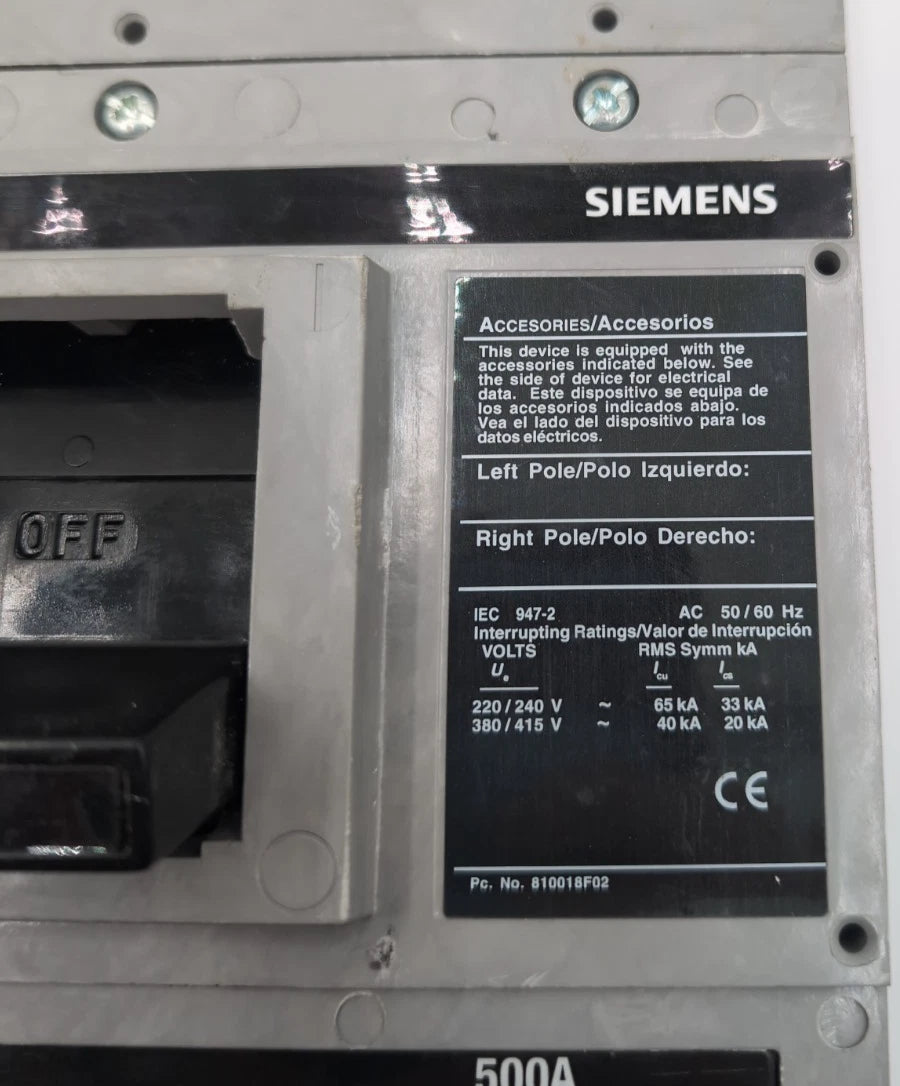 SIEMENS
ACCESORIES/Accesorios
This device is equipped with the
accessories indicated below. See
the side of device for electrical
data. Este dispositivo se equipa de
los accesorios indicados abajo.
Vea el lado del dispositivo para los
datos eléctricos.
Left Pole/Polo Izquierdo:
OFF
Right Pole/Polo Derecho:
IEC 947-2 AC 50/60 Hz
Interrupting Ratings/Valor de Interrupción
VOLTS RMS Symm kA
Ue Icu Ics
220/240 V ~ 65 kA 33 kA
380/415 V ~ 40 kA 20 kA
CE
Pc. No. 810018F02
500A